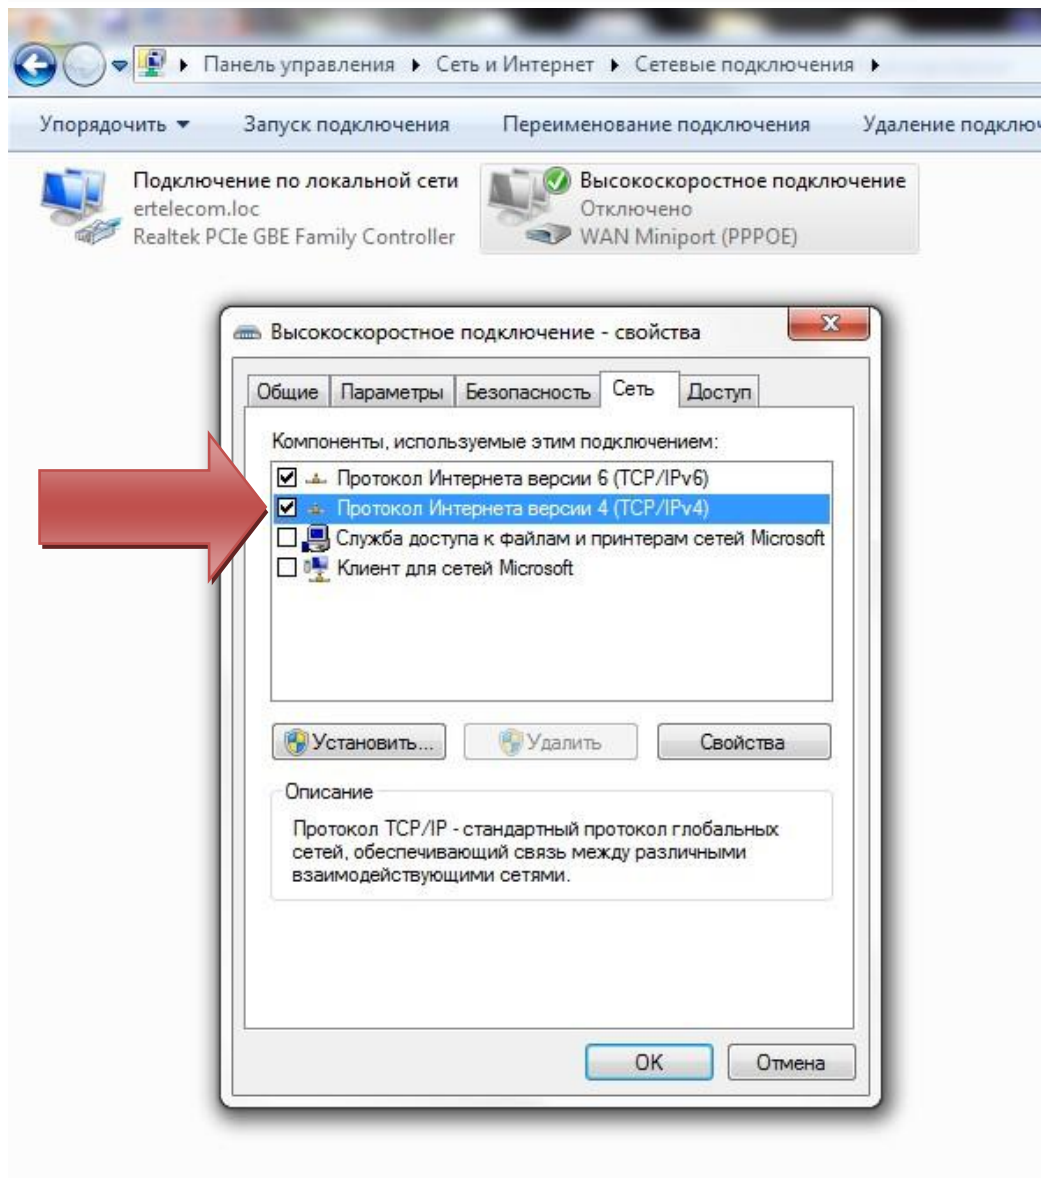 Панель управления Сеть и Интернет Сетевые подключения
Упорядочить Запуск подключения Переименование подключения Удаление подключ
Подключение по локальной сети
ertelecom.loc
Realtek PCIe GBE Family Controller
Высокоскоростное подключение
Отключено
WAN Miniport (PPPOE)
Высокоскоростное подключение - свойства
Общие Параметры Безопасность Сеть Доступ
Компоненты, используемые этим подключением:
Протокол Интернета версии 6 (TCP/IPv6)
Протокол Интернета версии 4 (TCP/IPv4)
Служба доступа к файлам и принтерам сетей Microsoft
Клиент для сетей Microsoft
Установить... Удалить Свойства
Описание
Протокол TCP/IP - стандартный протокол глобальных
сетей, обеспечивающий связь между различными
взаимодействующими сетями.
OK Отмена